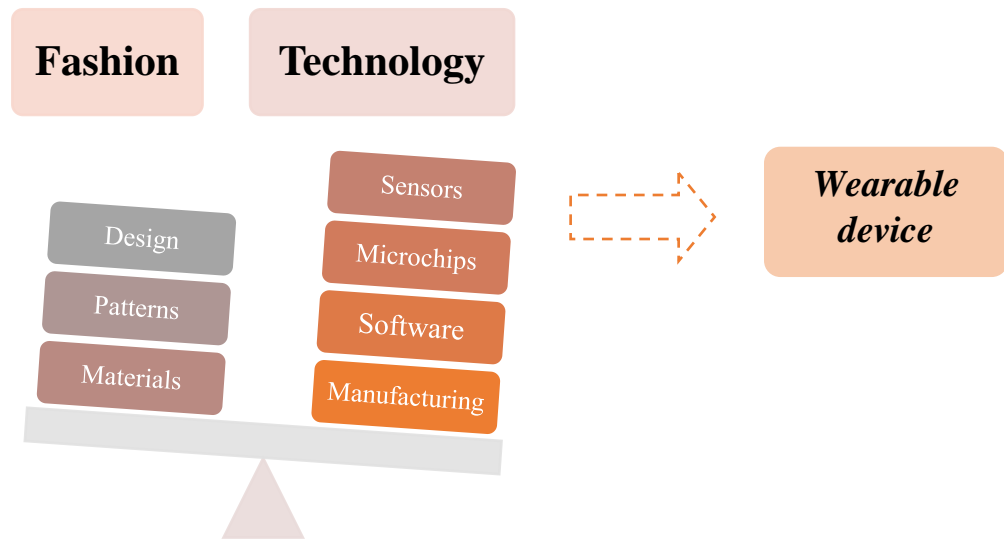 Fashion
Technology
Sensors
Design
Microchips
Patterns
Software
Materials
Manufacturing
Wearable
device